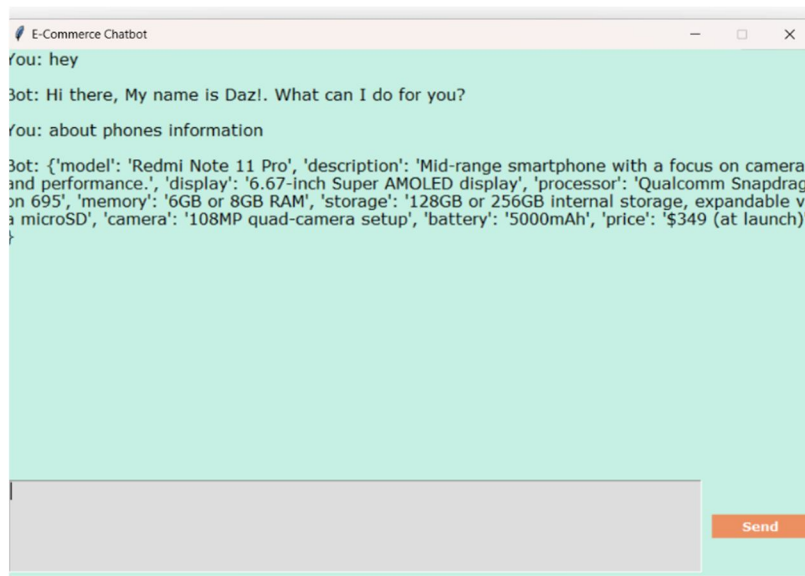 E-Commerce Chatbot
You: hey
Bot: Hi there, My name is Daz!. What can I do for you?
You: about phones information
Bot: {'model': 'Redmi Note 11 Pro', 'description': 'Mid-range smartphone with a focus on camera
and performance.', 'display': '6.67-inch Super AMOLED display', 'processor': 'Qualcomm Snapdrag
on 695', 'memory': '6GB or 8GB RAM', 'storage': '128GB or 256GB internal storage, expandable v
a microSD', 'camera': '108MP quad-camera setup', 'battery': '5000mAh', 'price': '$349 (at launch)'
}
Send